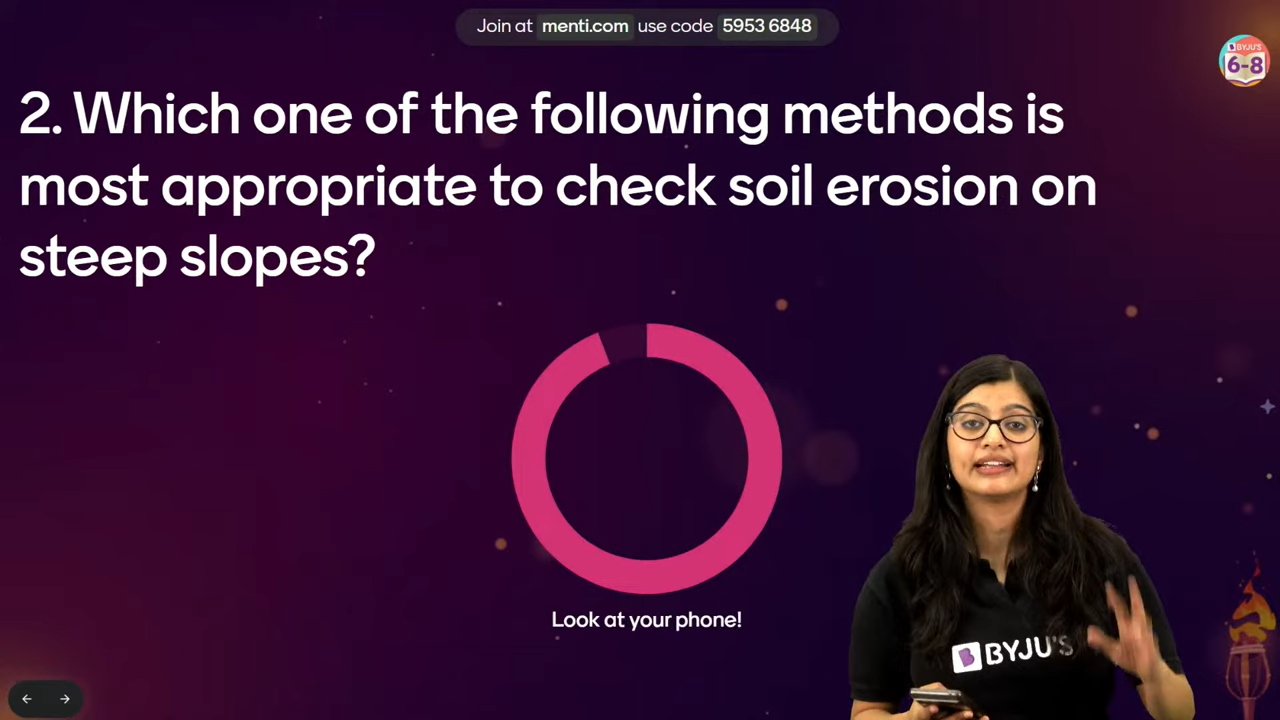 Join at menti.com use code 5953 6848
BYJU'S
6-8
2. Which one of the following methods is
most appropriate to check soil erosion on
steep slopes?
Look at your phone!
B BYJU'S